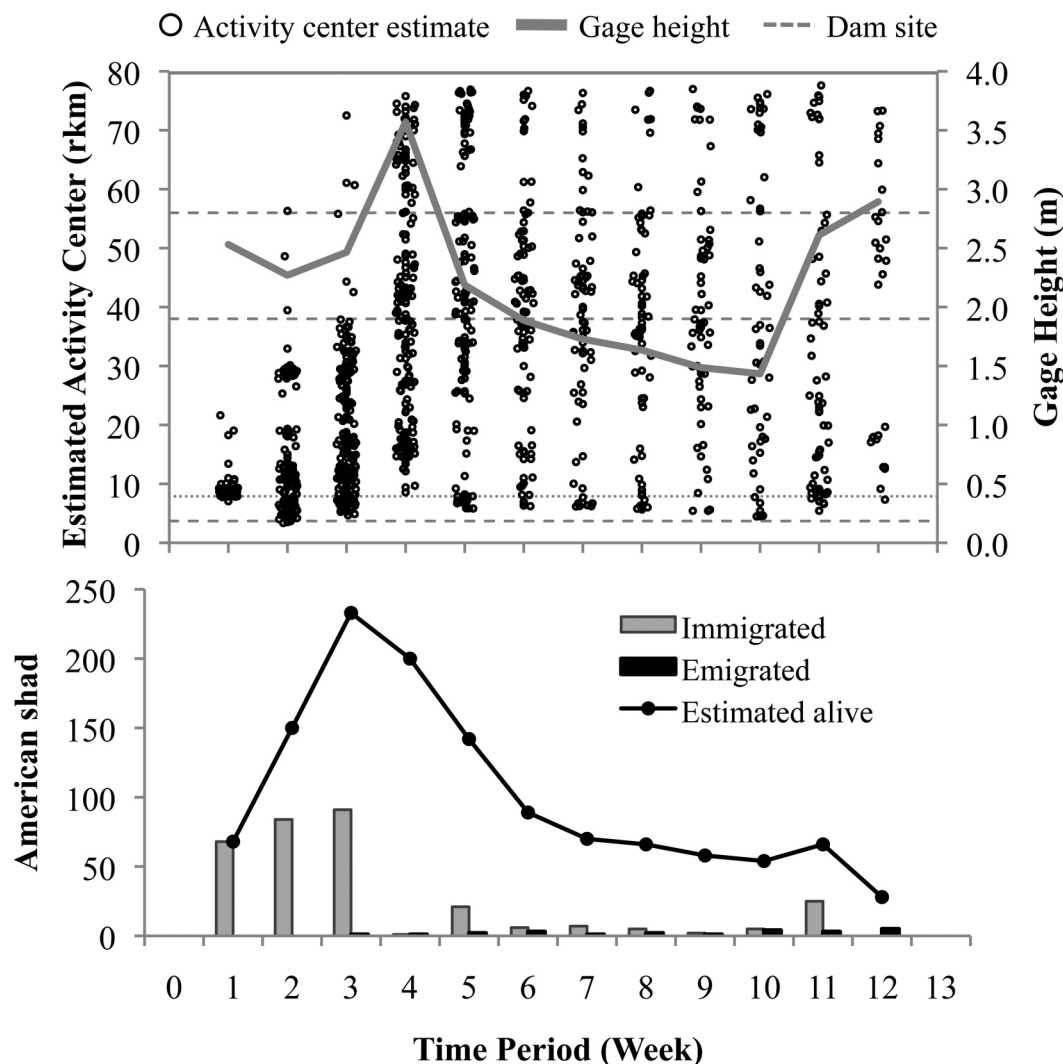 Activity center estimate Gage height Dam site
Estimated Activity Center (rkm)
80
70
60
50
40
30
20
10
0
4.0
3.5
3.0
2.5
2.0
1.5
1.0
0.5
0.0
Gage Height (m)
American shad
250
200
150
100
50
0
Immigrated
Emigrated
Estimated alive
0 1 2 3 4 5 6 7 8 9 10 11 12 13
Time Period (Week)